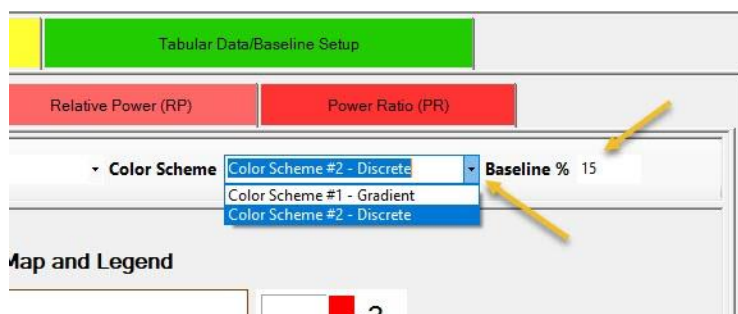 Tabular Data/Baseline Setup
Relative Power (RP) Power Ratio (PR)
Color Scheme Color Scheme #2 - Discrete Baseline % 15
Color Scheme #1 - Gradient
Color Scheme #2 - Discrete
Map and Legend